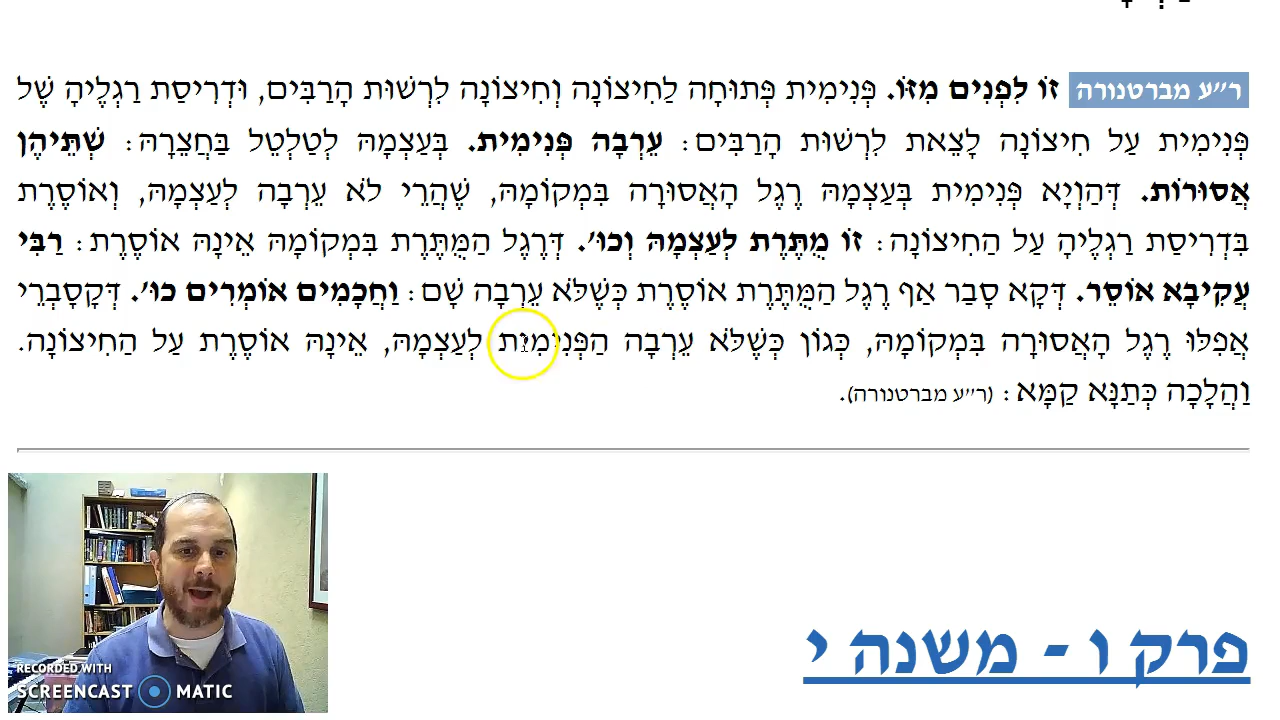 ר״ע מברטנורה זוֹ לִפְנִים מִזּוֹ. פְּנִימִית פְּתוּחָה לַחִיצוֹנָה וְחִיצוֹנָה לִרְשׁוּת הָרַבִּים, וּדְרִיסַת רַגְלֶיהָ שֶׁל
פְּנִימִית עַל חִיצוֹנָה לָצֵאת לִרְשׁוּת הָרַבִּים: עֵרְבָה פְּנִימִית. בְּעַצְמָהּ לְטַלְטֵל בַּחֲצֵרָהּ: שְׁתֵּיהֶן
אֲסוּרוֹת. דְּהַוְיָא פְּנִימִית בְּעַצְמָהּ רֶגֶל הָאֲסוּרָה בִּמְקוֹמָהּ, שֶׁהֲרֵי לֹא עֵרְבָה לְעַצְמָהּ, וְאוֹסֶרֶת
בִּדְרִיסַת רַגְלֶיהָ עַל הַחִיצוֹנָה: זוֹ מֻתֶּרֶת לְעַצְמָהּ וְכוּ׳. דְּרֶגֶל הַמֻּתֶּרֶת בִּמְקוֹמָהּ אֵינָהּ אוֹסֶרֶת: רַבִּי
עֲקִיבָא אוֹסֵר. דְּקָא סָבַר אַף רֶגֶל הַמֻּתֶּרֶת אוֹסֶרֶת כְּשֶׁלֹּא עֵרְבָה שָׁם: וַחֲכָמִים אוֹמְרִים כוּ׳. דְּקָסָבְרֵי
אֲפִלּוּ רֶגֶל הָאֲסוּרָה בִּמְקוֹמָהּ, כְּגוֹן כְּשֶׁלֹּא עֵרְבָה הַפְּנִימִית לְעַצְמָהּ, אֵינָהּ אוֹסֶרֶת עַל הַחִיצוֹנָה.
וַהֲלָכָה כְּתַנָּא קַמָּא: (ר״ע מברטנורה).
פרק ו - משנה י
RECORDED WITH
SCREENCAST MATIC